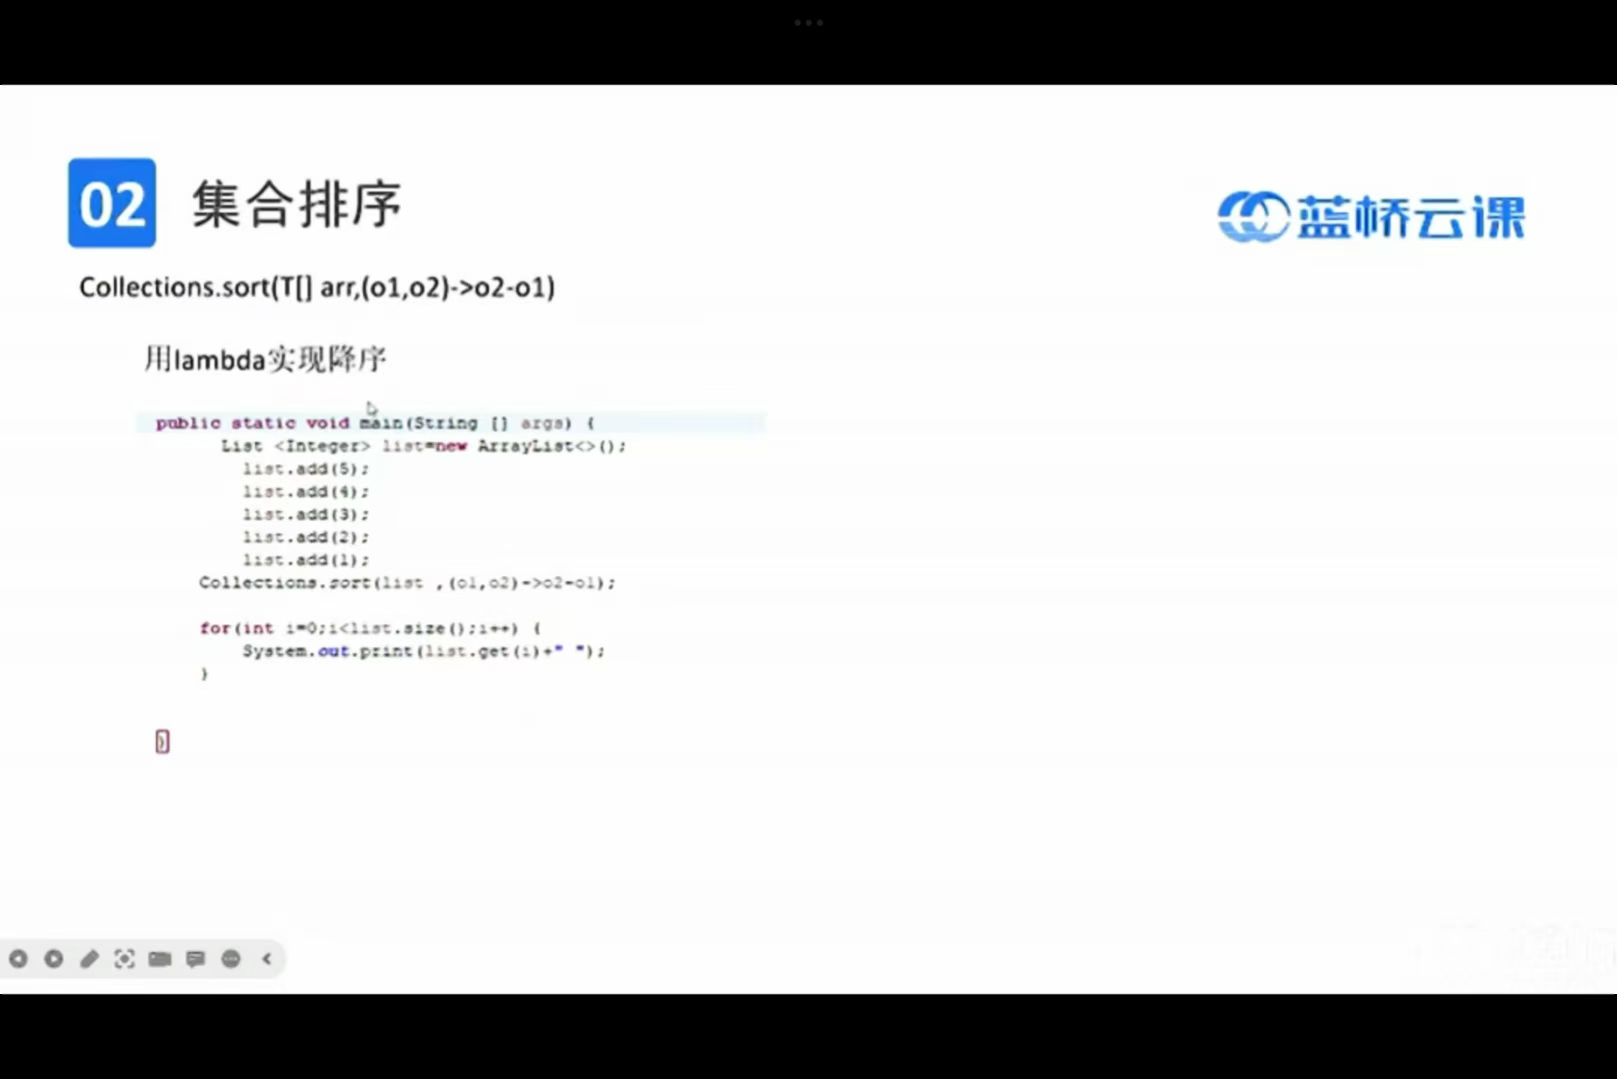 02 集合排序
蓝桥云课
Collections.sort(T[] arr,(o1,o2)->o2-o1)
用lambda实现降序
public static void main(String [] args) {
List <Integer> list=new ArrayList<>();
list.add(5);
list.add(4);
list.add(3);
list.add(2);
list.add(1);
Collections.sort(list ,(o1,o2)->o2-o1);
for(int i=0;i<list.size();i++) {
System.out.print(list.get(i)+" ");
}
}